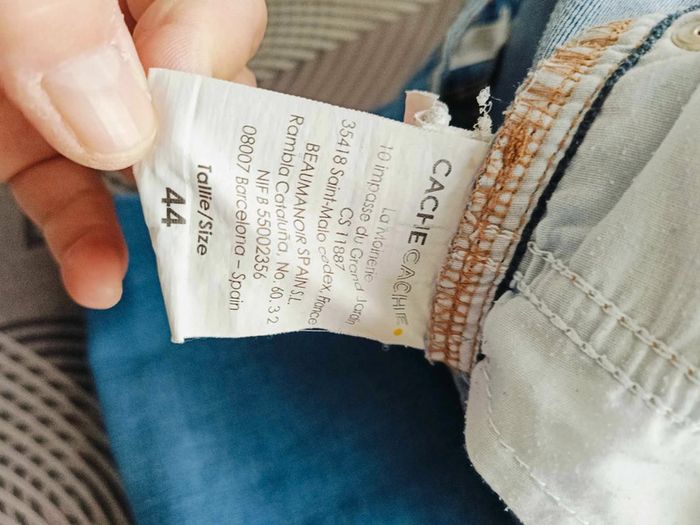 CACHE CACHE
La Moinerie
10 impasse du Grand Jardin
CS 11887
35418 Saint-Malo cedex France
BEAUMANOIR SPAIN S.L.
Rambla Cataluña, No. 60, 3 2
NIF B 55002356
08007 Barcelona - Spain
Taille/Size
44